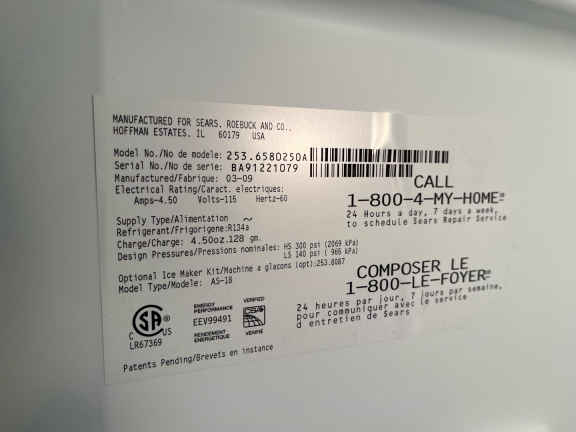 MANUFACTURED FOR SEARS, ROEBUCK AND CO.,
HOFFMAN ESTATES, IL 60179 USA
Model No./No de modele: 253.6580250A
Serial No./No de serie: BA91221079
Manufactured/Fabrique: 03-09
Electrical Rating/Caract. electriques:
Amps-4.50 Volts-115 Hertz-60
Supply Type/Alimentation ~
Refrigerant/Frigorigene:R134a
Charge/Charge: 4.50oz.128 gm.
Design Pressures/Pressions nominales: HS 300 psi (2069 kPa)
LS 140 psi ( 965 kPa)
Optional Ice Maker Kit/Machine a glacons (opt):253.8087
Model Type/Modele: AS-18
CALL
1-800-4-MY-HOME®
24 Hours a day, 7 days a week,
to schedule Sears Repair Service
COMPOSER LE
1-800-LE-FOYER
24 heures par jour, 7 jours par semaine,
pour communiquer avec le service
d entretien de Sears
SA
C US
LR67369
ENERGY
PERFORMANCE
EEV99491
RENDEMENT
ENERGETIQUE
VERIFIED
VERIFIE
Patents Pending/Brevets en instance